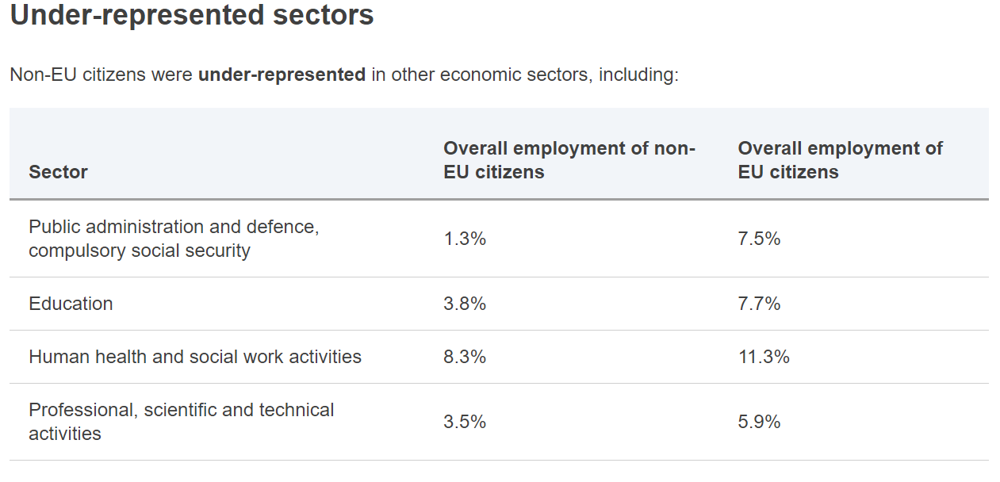 Under-represented sectors
Non-EU citizens were under-represented in other economic sectors, including:
Sector
Overall employment of non-
EU citizens
Overall employment of
EU citizens
Public administration and defence,
compulsory social security
1.3%
7.5%
Education
3.8%
7.7%
Human health and social work activities
8.3%
11.3%
Professional, scientific and technical
activities
3.5%
5.9%